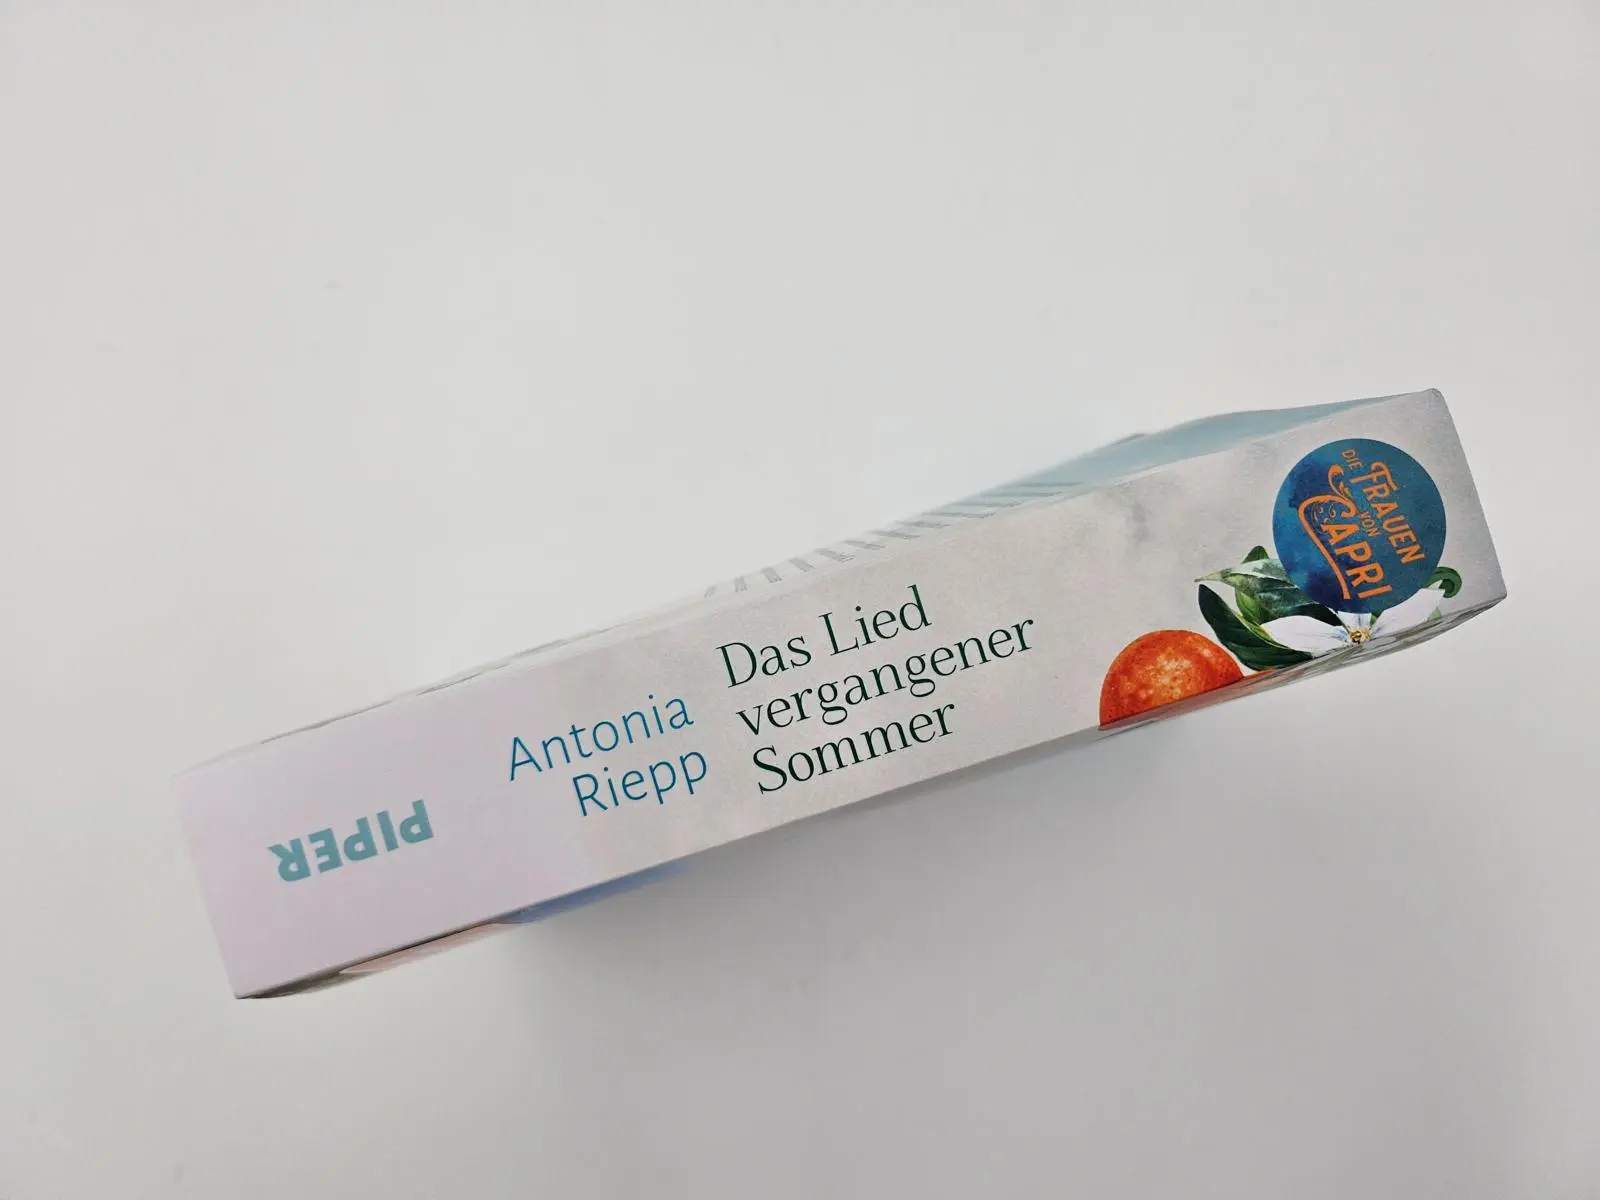 PIPER
Antonia
Riepp
Das Lied
vergangener
Sommer
DIE
FRAUEN
VON
CAPRI